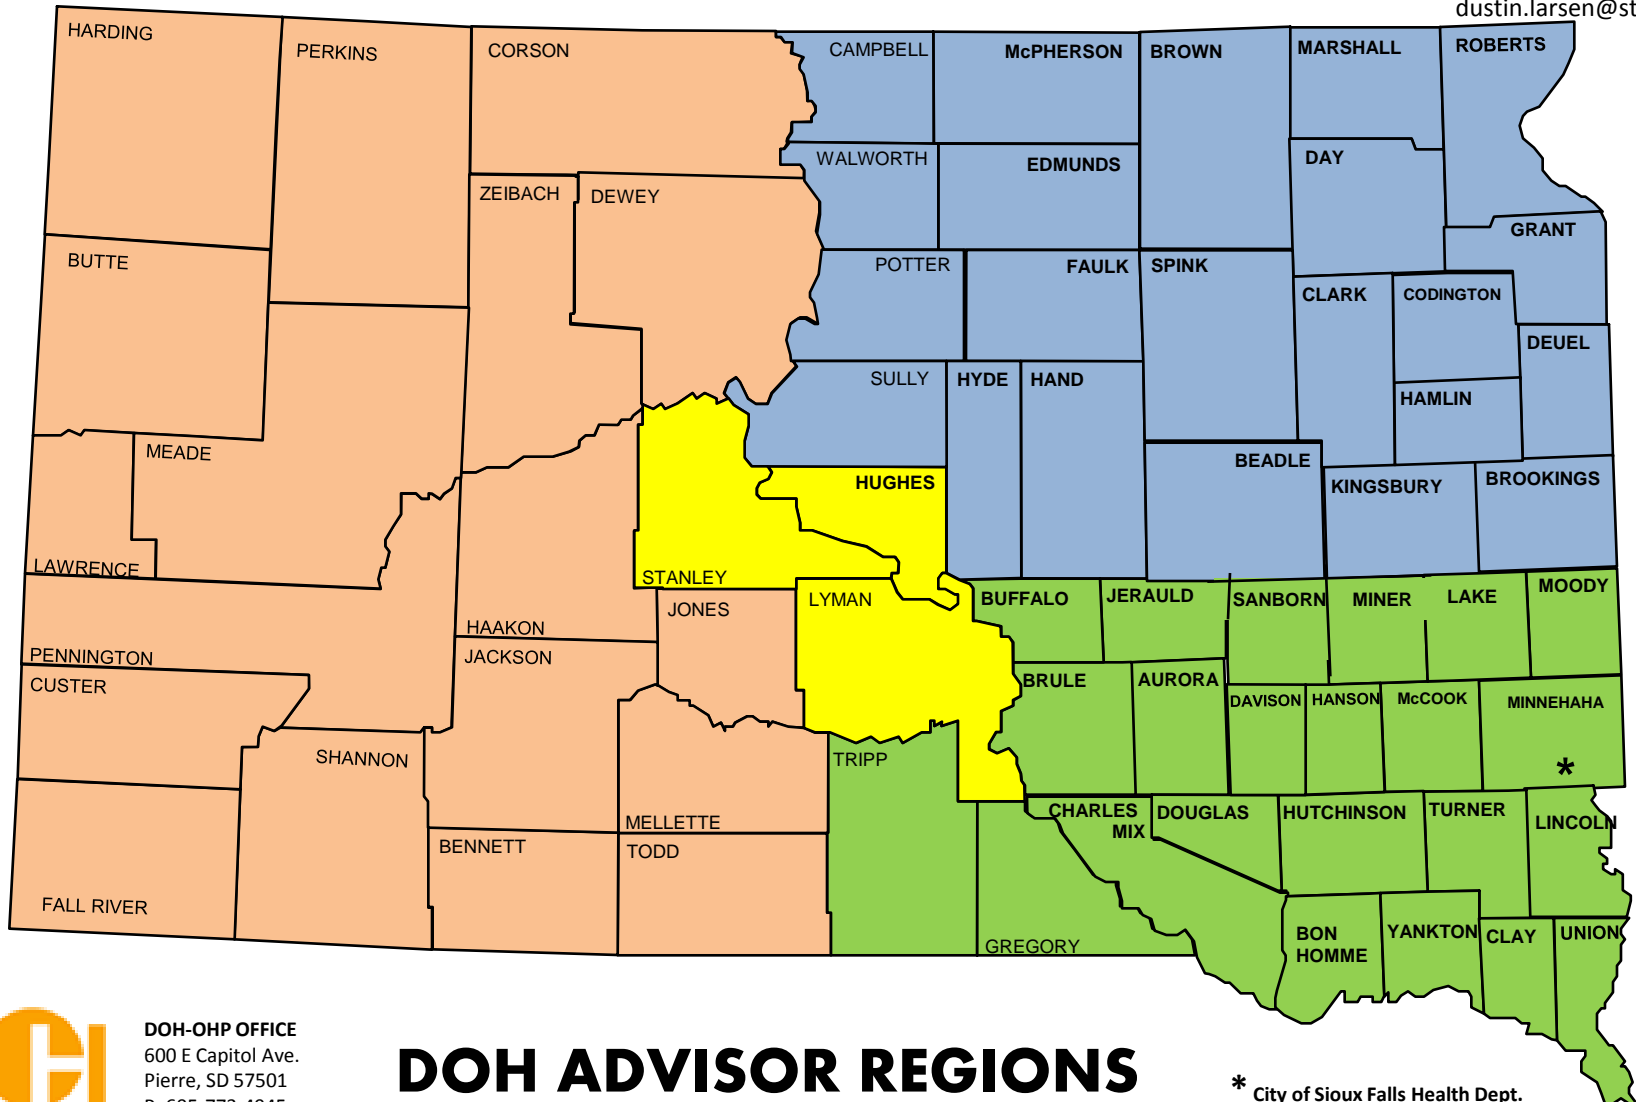 dustin.larsen@st
HARDING
PERKINS
CORSON
CAMPBELL
McPHERSON
BROWN
MARSHALL
ROBERTS
WALWORTH
EDMUNDS
DAY
ZEIBACH
DEWEY
GRANT
BUTTE
POTTER
FAULK
SPINK
CLARK
CODINGTON
DEUEL
SULLY
HYDE
HAND
HAMLIN
MEADE
BEADLE
HUGHES
KINGSBURY
BROOKINGS
LAWRENCE
STANLEY
LYMAN
JONES
BUFFALO
JERAULD
SANBORN
MINER
LAKE
MOODY
HAAKON
PENNINGTON
JACKSON
CUSTER
BRULE
AURORA
DAVISON
HANSON
McCOOK
MINNEHAHA
*
SHANNON
TRIPP
CHARLES
MIX
DOUGLAS
HUTCHINSON
TURNER
LINCOLN
MELLETTE
BENNETT
TODD
FALL RIVER
GREGORY
BON
HOMME
YANKTON
CLAY
UNION
DOH-OHP OFFICE
600 E Capitol Ave.
Pierre, SD 57501
DOH ADVISOR REGIONS
* City of Sioux Falls Health Dept.